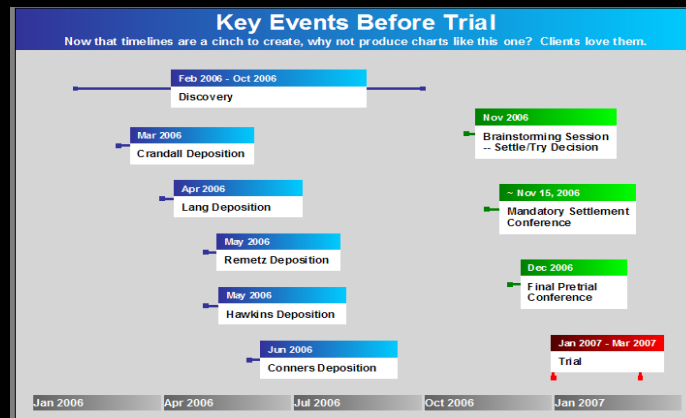 Key Events Before Trial
Now that timelines are a cinch to create, why not produce charts like this one? Clients love them.
Feb 2006 - Oct 2006
Discovery
Nov 2006
Brainstorming Session
-- Settle/Try Decision
Mar 2006
Crandall Deposition
Apr 2006
Lang Deposition
~ Nov 15, 2006
Mandatory Settlement
Conference
May 2006
Remetz Deposition
Dec 2006
Final Pretrial
Conference
May 2006
Hawkins Deposition
Jun 2006
Conners Deposition
Jan 2007 - Mar 2007
Trial
Jan 2006
Apr 2006
Jul 2006
Oct 2006
Jan 2007